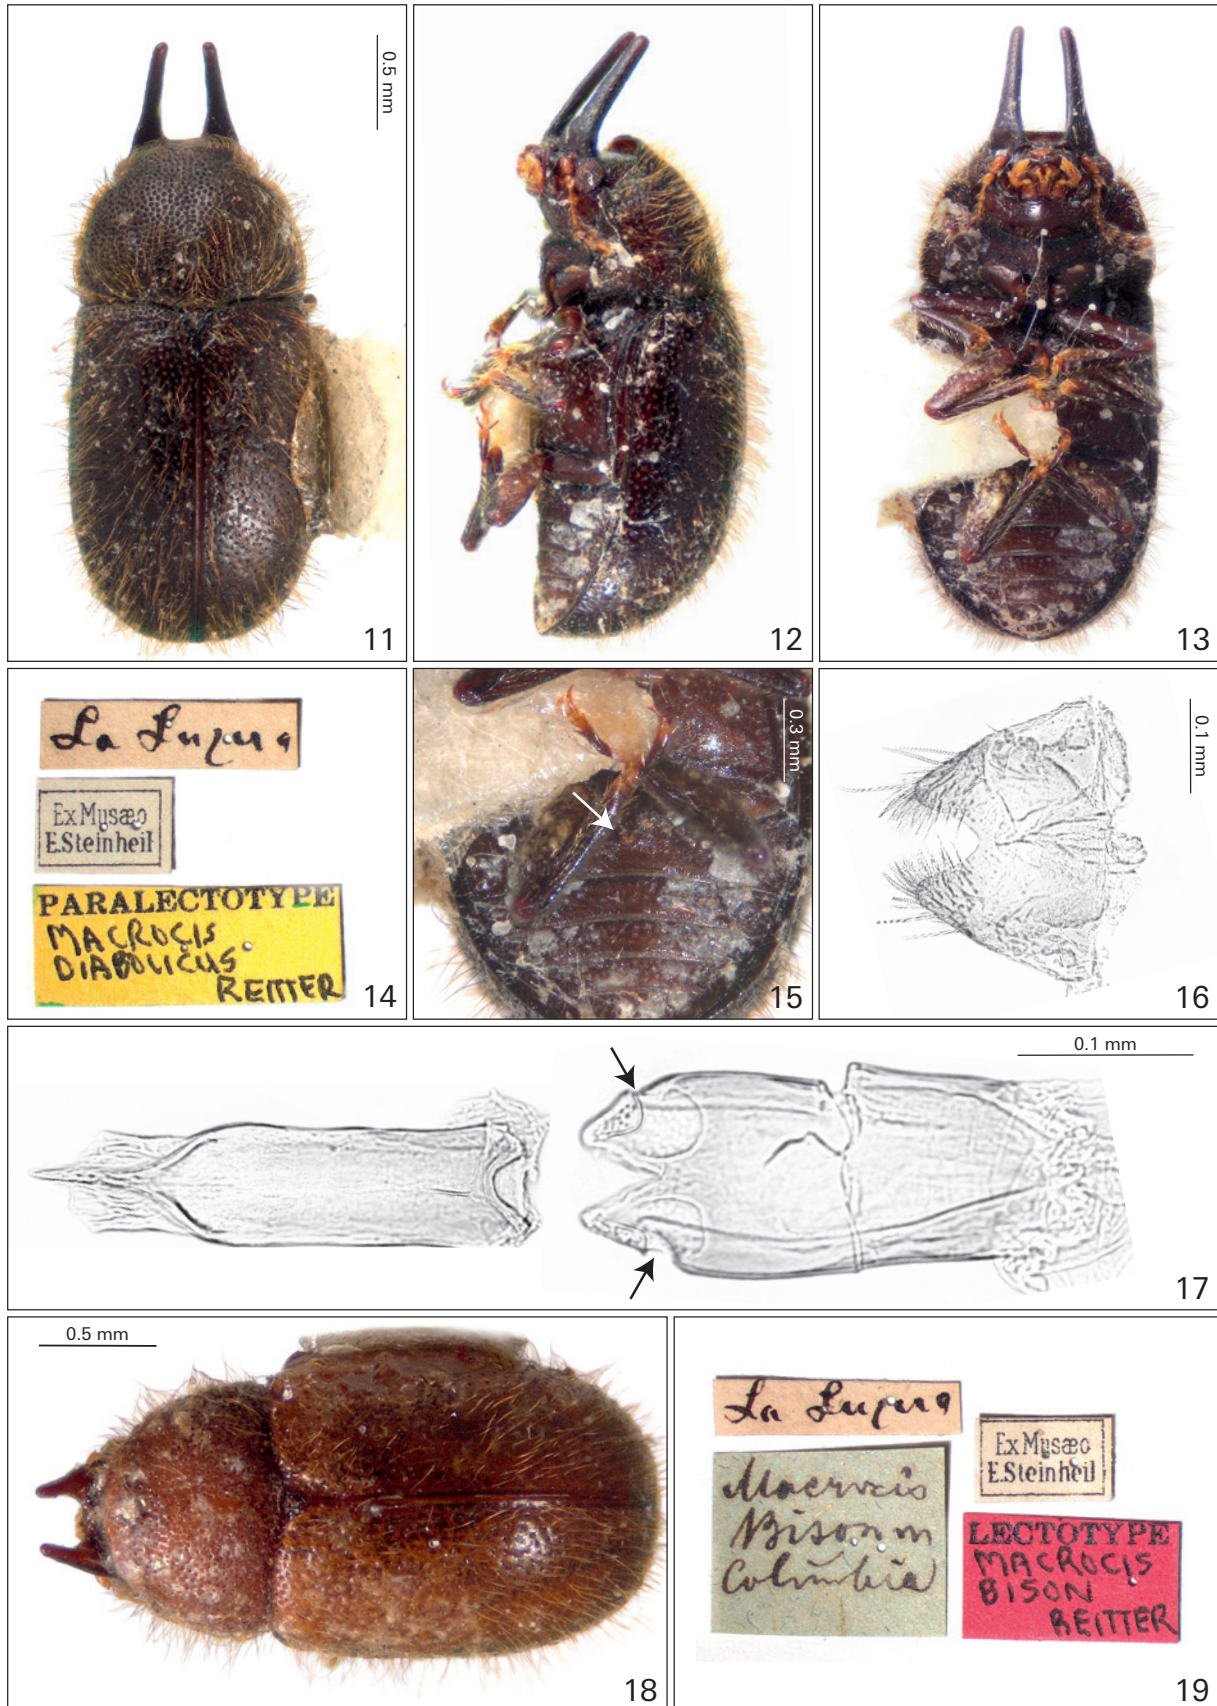 0.5 mm
11
12
13
La Luzera
Ex Musæo
E. Steinheil
PARALECTOTYPE
MACROCIS
DIABOLICUS
REITTER
14
0.3 mm
15
0.1 mm
16
0.1 mm
17
0.5 mm
18
La Luzera
Ex Musæo
E. Steinheil
Macrocis
Bison m
Columbia
LECTOTYPE
MACROCIS
BISON
REITTER
19